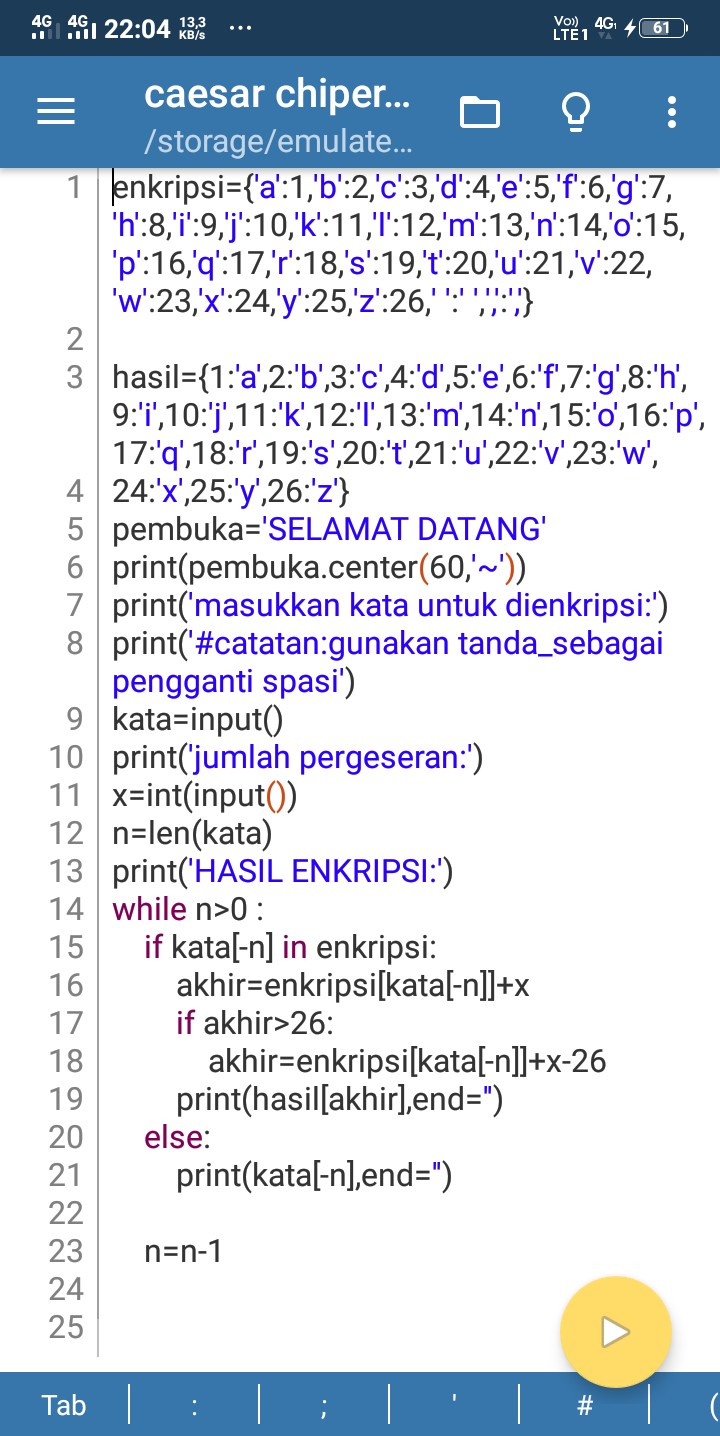 4G 4G 22:04 13,3 KB/s ...
Vo)) LTE1 4G 61
caesar chiper...
/storage/emulate...
1 enkripsi={'a':1,'b':2,'c':3,'d':4,'e':5,'f':6,'g':7,
'h':8,'i':9,'j':10,'k':11,'l':12,'m':13,'n':14,'o':15,
'p':16,'q':17,'r':18,'s':19,'t':20,'u':21,'v':22,
'w':23,'x':24,'y':25,'z':26,' ':' ',',':','}
2
3 hasil={1:'a',2:'b',3:'c',4:'d',5:'e',6:'f',7:'g',8:'h',
9:'i',10:'j',11:'k',12:'l',13:'m',14:'n',15:'o',16:'p',
17:'q',18:'r',19:'s',20:'t',21:'u',22:'v',23:'w',
4 24:'x',25:'y',26:'z'}
5 pembuka='SELAMAT DATANG'
6 print(pembuka.center(60,'~'))
7 print('masukkan kata untuk dienkripsi:')
8 print('#catatan:gunakan tanda_sebagai
pengganti spasi')
9 kata=input()
10 print('jumlah pergeseran:')
11 x=int(input())
12 n=len(kata)
13 print('HASIL ENKRIPSI:')
14 while n>0 :
15 if kata[-n] in enkripsi:
16 akhir=enkripsi[kata[-n]]+x
17 if akhir>26:
18 akhir=enkripsi[kata[-n]]+x-26
19 print(hasil[akhir],end='')
20 else:
21 print(kata[-n],end='')
22
23 n=n-1
24
25
Tab : ; ' # (